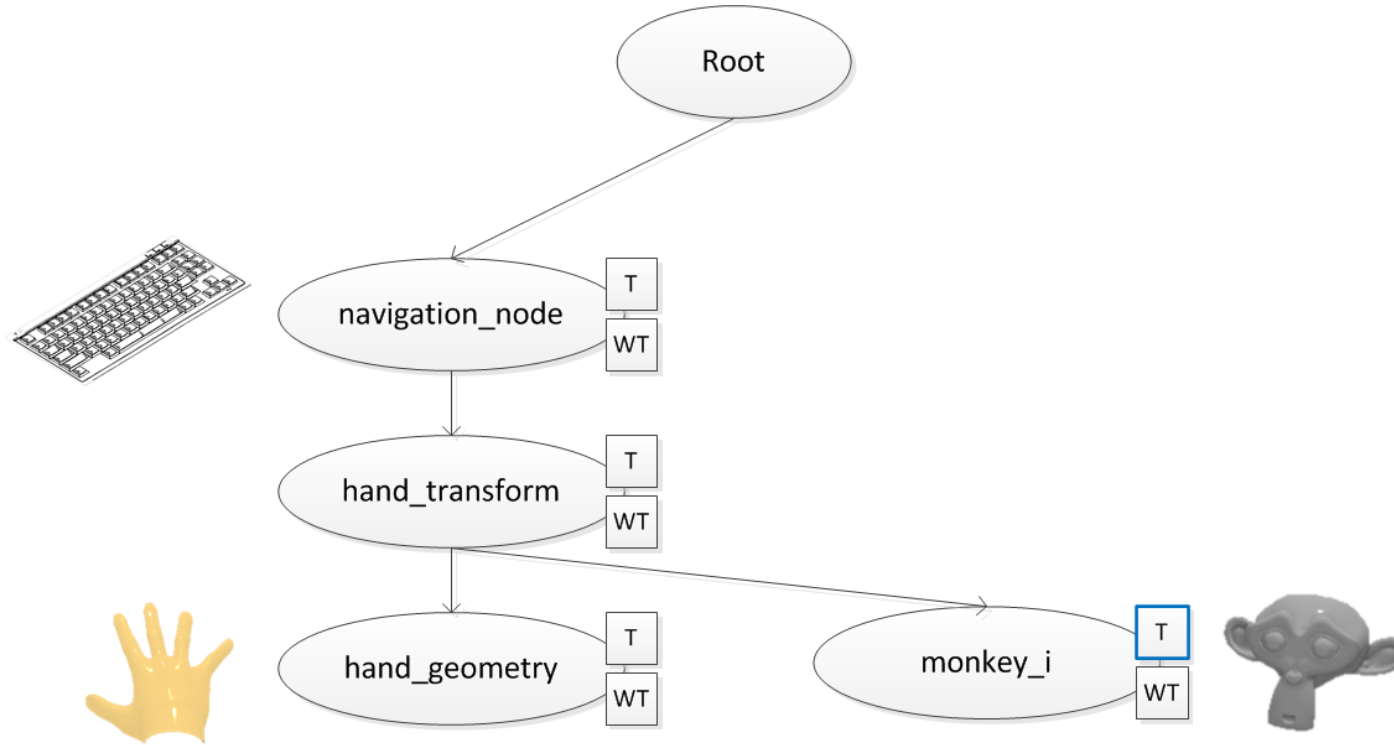 Root
navigation_node
T
WT
hand_transform
T
WT
hand_geometry
T
WT
monkey_i
T
WT